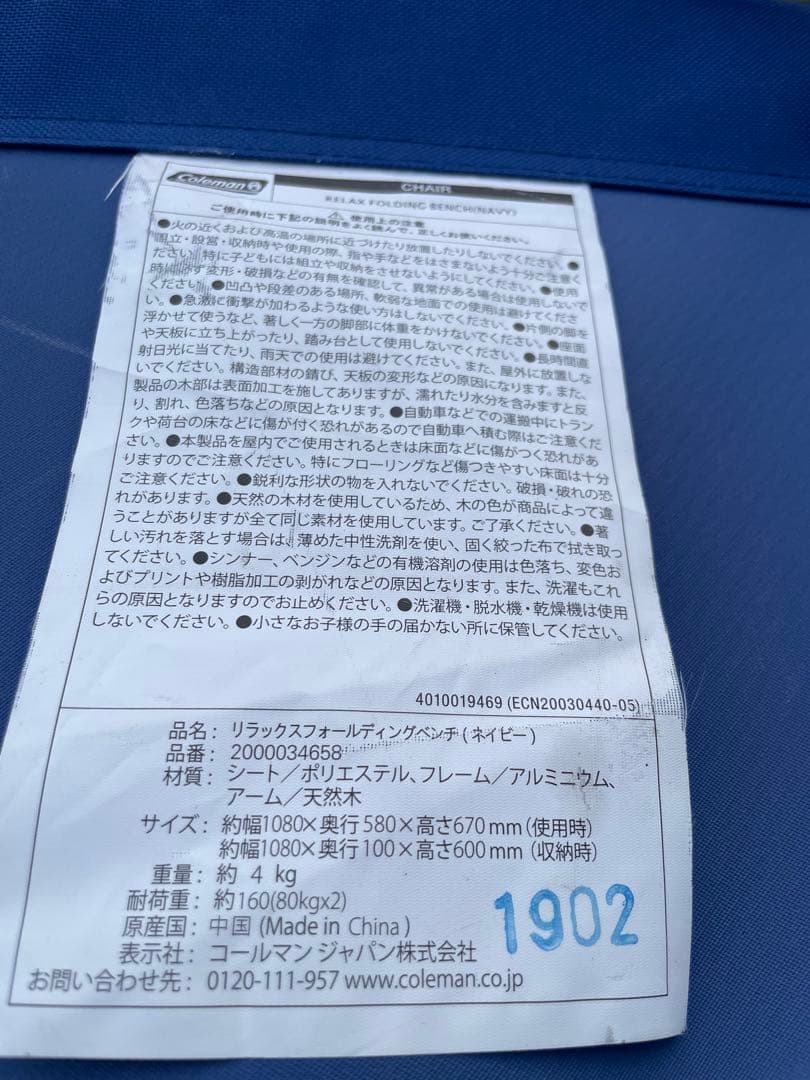 Coleman
CHAIR
RELAX FOLDING BENCH(NAVY)
⚠ 使用上の注意
ご使用時に下記の説明をよく読んで、正しくお使いください。
●火の近くおよび高温の場所に近づけたり放置したりしないでください。●
組立・設営・収納時や使用の際、指や手などをはさまないよう十分ご注意く
ださい。特に子どもには組立や収納をさせないようにしてください。●使用
時に必ず変形・破損などの有無を確認して、異常がある場合は使用しないで
ください。●凹凸や段差のある場所、軟弱な地面での使用は避けてくださ
い。●急激に衝撃が加わるような使い方はしないでください。●片側の脚を
浮かせて使うなど、著しく一方の脚部に体重をかけないでください。●座面
や天板に立ち上がったり、踏み台として使用しないでください。●長時間直
射日光に当てたり、雨天での使用は避けてください。また、屋外に放置しな
いでください。構造部材の錆び、天板の変形などの原因になります。また、
製品の木部は表面加工を施してありますが、濡れたり水分を含みますと反
り、割れ、色落ちなどの原因となります。●自動車などでの運搬中にトラン
クや荷台の床などに傷が付く恐れがあるので自動車へ積む際はご注意くだ
さい。●本製品を屋内でご使用されるときは床面などに傷がつく恐れがあ
りますのでご注意ください。特にフローリングなど傷つきやすい床面は十分
ご注意ください。●鋭利な形状の物を入れないでください。破損・破れの恐
れがあります。●天然の木材を使用しているため、木の色が商品によって違
うことがありますが全て同じ素材を使用しています。ご了承ください。●著
しい汚れを落とす場合は、薄めた中性洗剤を使い、固く絞った布で拭き取っ
てください。●シンナー、ベンジンなどの有機溶剤の使用は色落ち、変色お
よびプリントや樹脂加工の剥がれなどの原因となります。また、洗濯もこれ
らの原因となりますのでお止めください。●洗濯機・脱水機・乾燥機は使用
しないでください。●小さなお子様の手の届かない所に保管してください。
4010019469 (ECN20030440-05)
品名: リラックスフォールディングベンチ(ネイビー)
品番: 2000034658
材質: シート/ポリエステル、フレーム/アルミニウム、
アーム/天然木
サイズ: 約幅1080×奥行580×高さ670mm(使用時)
約幅1080×奥行100×高さ600mm(収納時)
重量: 約 4 kg
耐荷重: 約160(80kgx2)
原産国: 中国 (Made in China)
表示社: コールマン ジャパン株式会社
お問い合わせ先: 0120-111-957 www.coleman.co.jp
1902